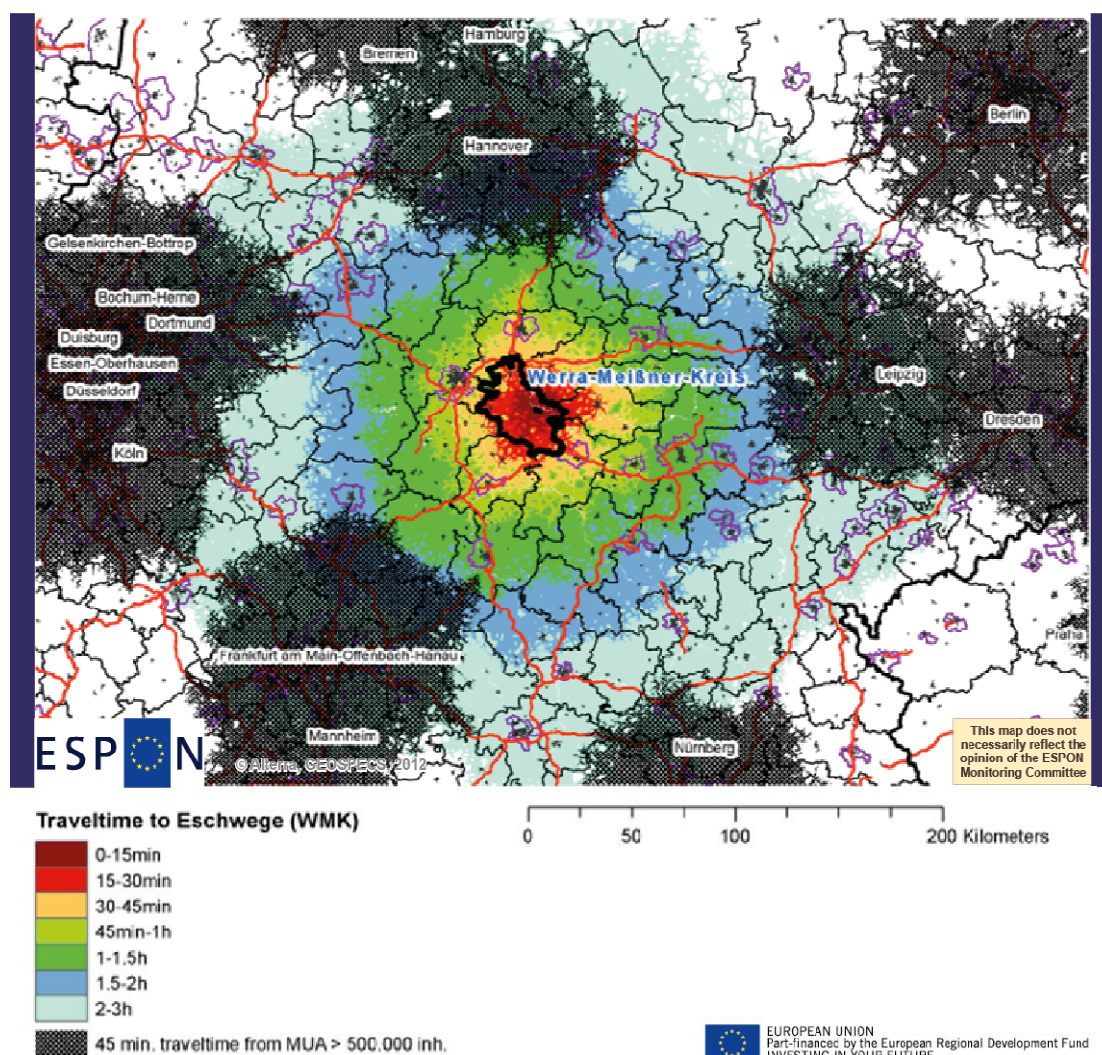 Hamburg
Bremen
Berlin
Hannover
Gelsenkirchen-Bottrop
Bochum-Herne
Dortmund
Duisburg
Essen-Oberhausen
Düsseldorf
Werra-Meißner-Kreis
Leipzig
Dresden
Köln
Praha
Frankfurt am Main-Offenbach-Hanau
Mannheim
Nürnberg
ESPON
© Alterra, GEOSPECS, 2012
This map does not
necessarily reflect the
opinion of the ESPON
Monitoring Committee
Traveltime to Eschwege (WMK)
0 50 100 200 Kilometers
0-15min
15-30min
30-45min
45min-1h
1-1.5h
1.5-2h
2-3h
45 min. traveltime from MUA > 500.000 inh.
EUROPEAN UNION
Part-financed by the European Regional Development Fund
INVESTING IN YOUR FUTURE